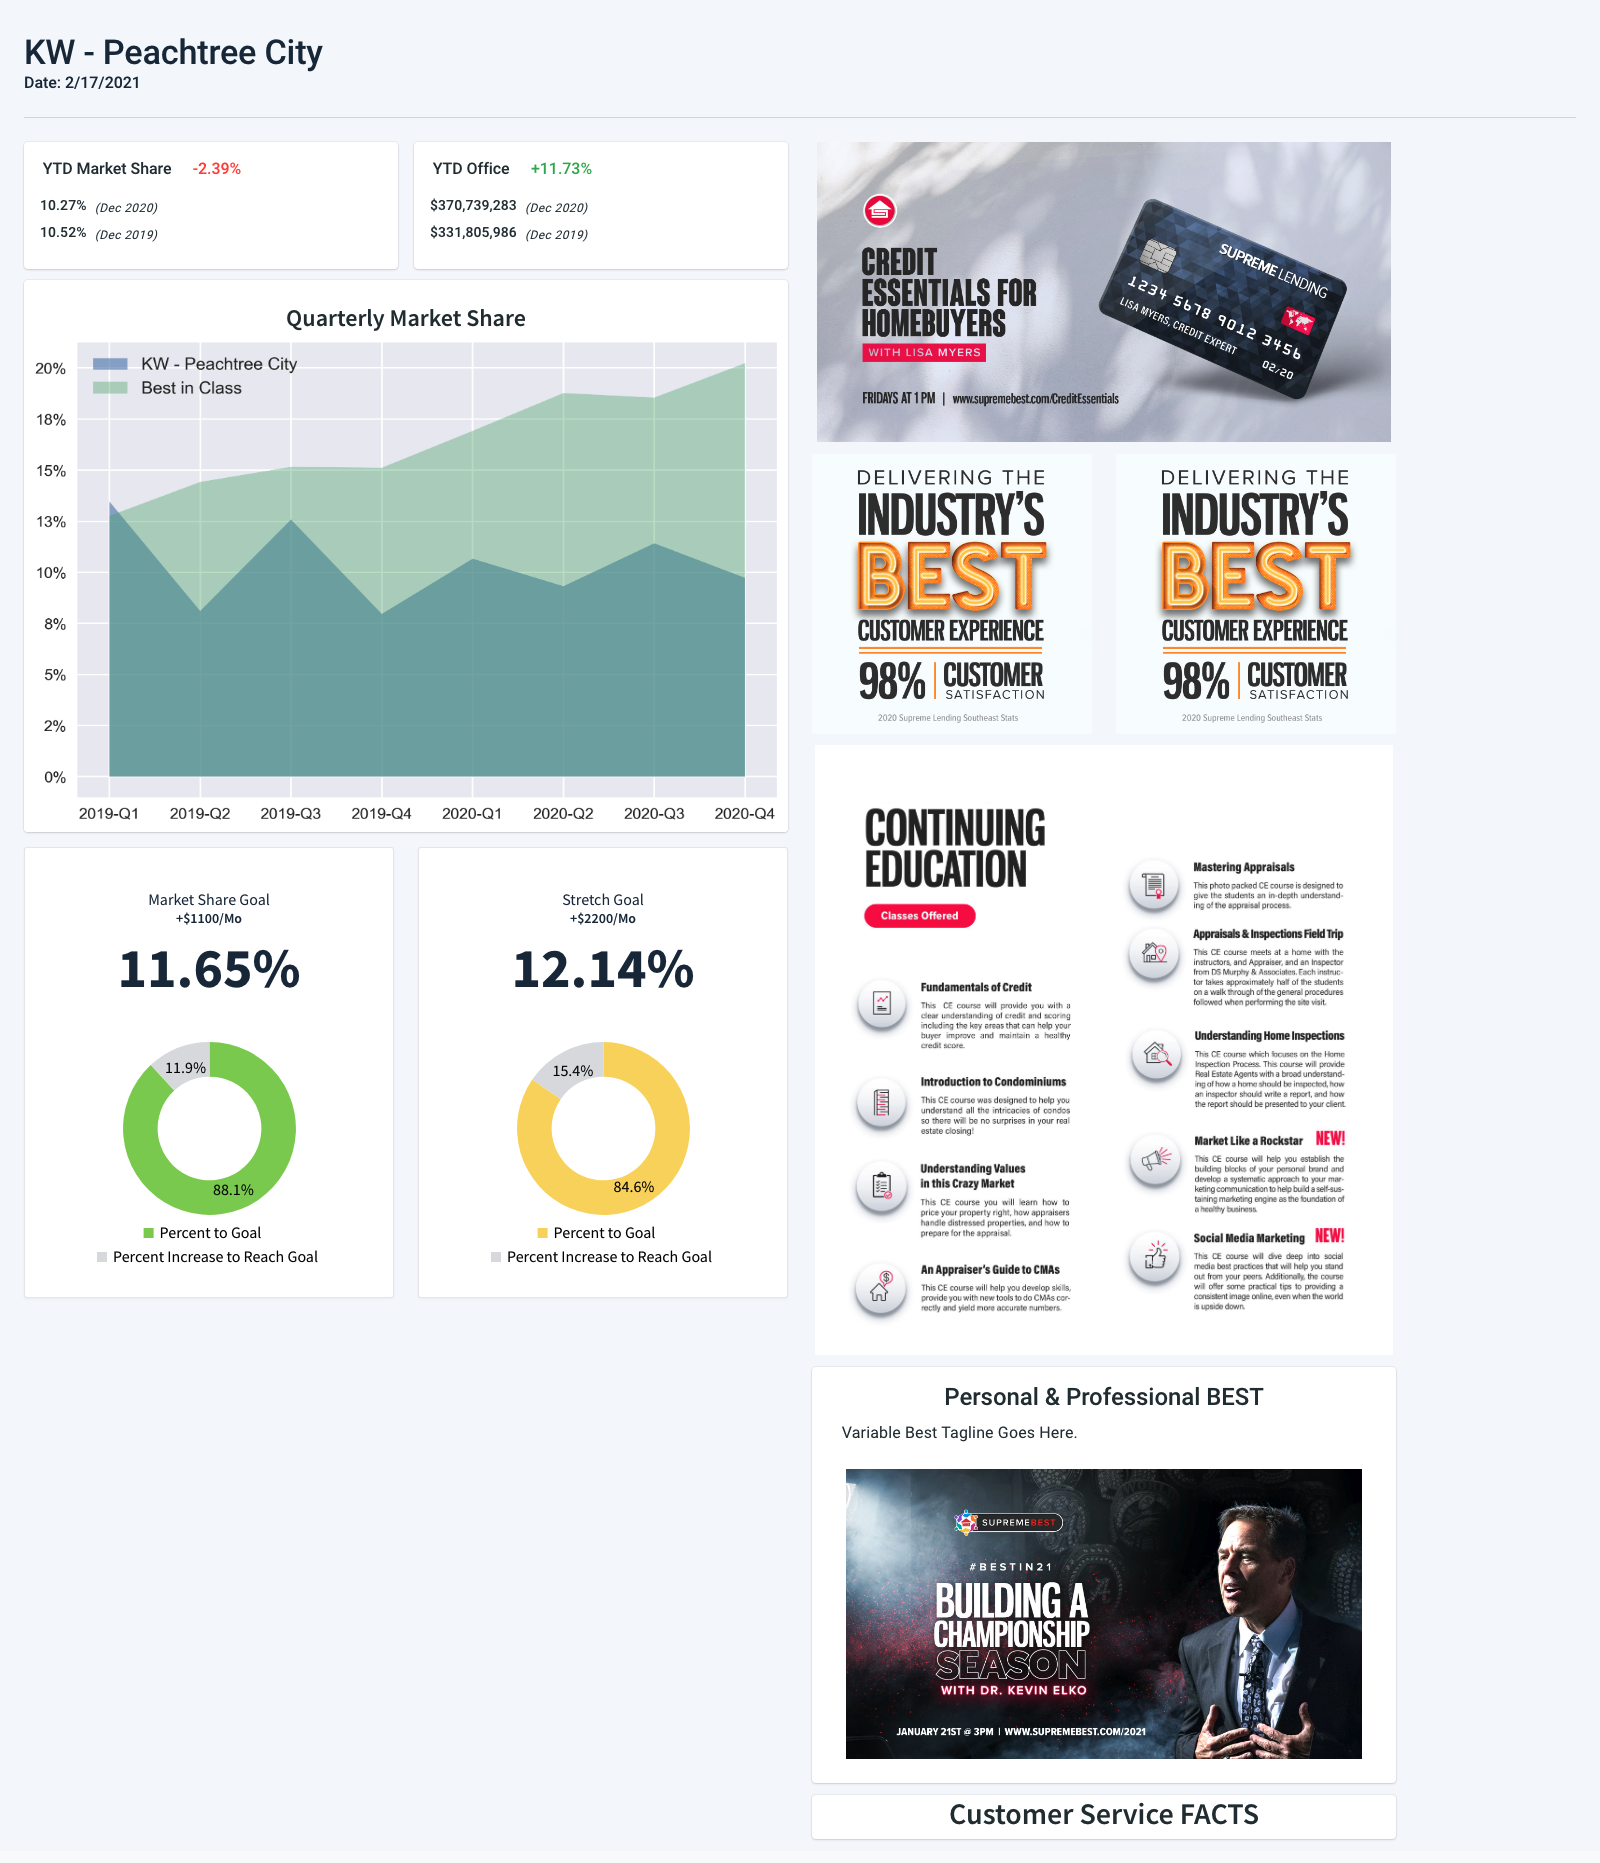 KW - Peachtree City
Date: 2/17/2021
YTD Market Share -2.39%
10.27% (Dec 2020)
10.52% (Dec 2019)
YTD Office +11.73%
$370,739,283 (Dec 2020)
$331,805,986 (Dec 2019)
Quarterly Market Share
KW - Peachtree City
Best in Class
20%
18%
15%
13%
10%
8%
5%
2%
0%
2019-Q1 2019-Q2 2019-Q3 2019-Q4 2020-Q1 2020-Q2 2020-Q3 2020-Q4
Market Share Goal
+$1100/Mo
11.65%
11.9%
88.1%
Percent to Goal
Percent Increase to Reach Goal
Stretch Goal
+$2200/Mo
12.14%
15.4%
84.6%
Percent to Goal
Percent Increase to Reach Goal
CREDIT
ESSENTIALS FOR
HOMEBUYERS
WITH LISA MYERS
FRIDAYS AT 1 PM | www.supremebest.com/CreditEssentials
SUPREME LENDING
1234 5678 9012 3456
LISA MYERS, CREDIT EXPERT
02/20
DELIVERING THE
INDUSTRY'S
BEST
CUSTOMER EXPERIENCE
98% | CUSTOMER
SATISFACTION
2020 Supreme Lending Southeast Stats
DELIVERING THE
INDUSTRY'S
BEST
CUSTOMER EXPERIENCE
98% | CUSTOMER
SATISFACTION
2020 Supreme Lending Southeast Stats
CONTINUING
EDUCATION
Classes Offered
Fundamentals of Credit
This CE course will provide you with a
clear understanding of credit and scoring
including the key areas that can help your
buyer improve and maintain a healthy
credit score.
Introduction to Condominiums
This CE course was designed to help you
understand all the intricacies of condos
so there will be no surprises in your real
estate closing!
Understanding Values
in this Crazy Market
This CE course you will learn how to
price your property right, how appraisers
handle distressed properties, and how to
prepare for the appraisal.
An Appraiser's Guide to CMAs
This CE course will help you develop skills,
provide you with new tools to do CMAs cor-
rectly and yield more accurate numbers.
Mastering Appraisals
This photo packed CE course is designed to
give the students an in-depth understand-
ing of the appraisal process.
Appraisals & Inspections Field Trip
This CE course meets at a home with the
instructors, and Appraiser, and an Inspector
from DS Murphy & Associates. Each instruc-
tor takes approximately half of the students
on a walk through of the general procedures
followed when performing the site visit.
Understanding Home Inspections
This CE course which focuses on the Home
Inspection Process. This course will provide
Real Estate Agents with a broad understand-
ing of how a home should be inspected, how
an inspector should write a report, and how
the report should be presented to your client.
Market Like a Rockstar NEW!
This CE course will help you establish the
building blocks of your personal brand and
develop a systematic approach to your mar-
keting communication to help build a self-sus-
taining marketing engine as the foundation of
a healthy business.
Social Media Marketing NEW!
This CE course will dive deep into social
media best practices that will help you stand
out from your peers. Additionally, the course
will offer some practical tips to providing a
consistent image online, even when the world
is upside down.
Personal & Professional BEST
Variable Best Tagline Goes Here.
SUPREMEBEST
#BESTIN21
BUILDING A
CHAMPIONSHIP
SEASON
WITH DR. KEVIN ELKO
JANUARY 21ST @ 3PM | WWW.SUPREMEBEST.COM/2021
Customer Service FACTS